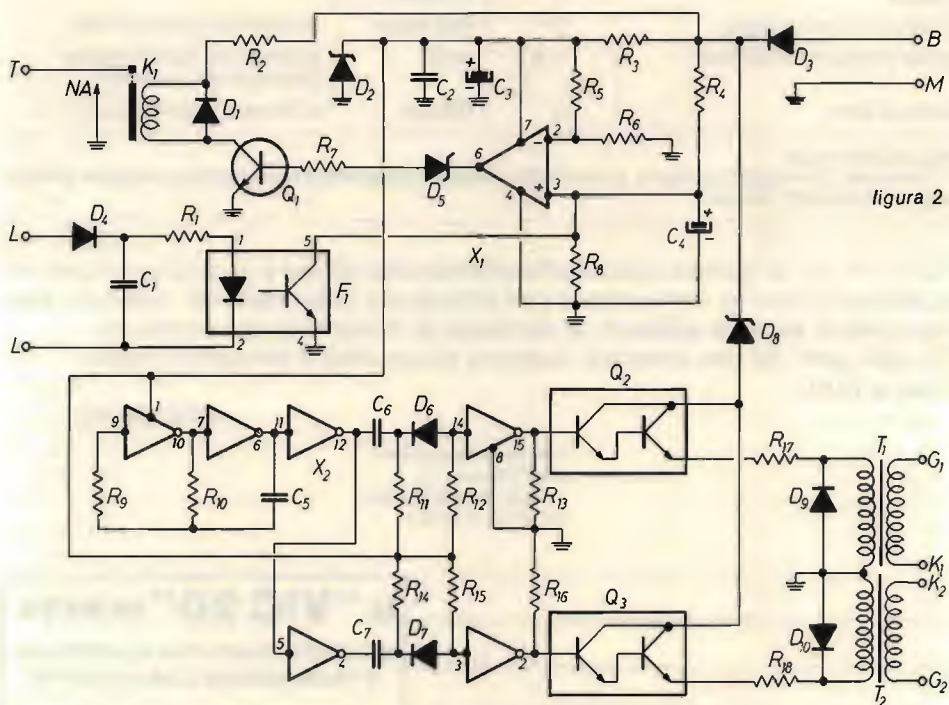 T
K₁
NA
D₁
R₂
D₂
C₂
+
−
C₃
R₃
R₅
R₄
D₃
B
M
7
2
−
R₆
6
3
+
4
R₇
D₅
Q₁
figura 2
+
−
C₄
X₁
R₈
L
D₄
R₁
C₁
1
5
F₁
4
2
L
D₈
9
1
10
7
6
11
12
X₂
C₆
D₆
14
15
8
Q₂
R₁₇
T₁
G₁
R₉
R₁₀
C₅
R₁₁
R₁₂
R₁₃
D₉
K₁
K₂
R₁₄
R₁₅
R₁₆
Q₃
D₁₀
5
4
C₇
D₇
3
2
R₁₈
T₂
G₂